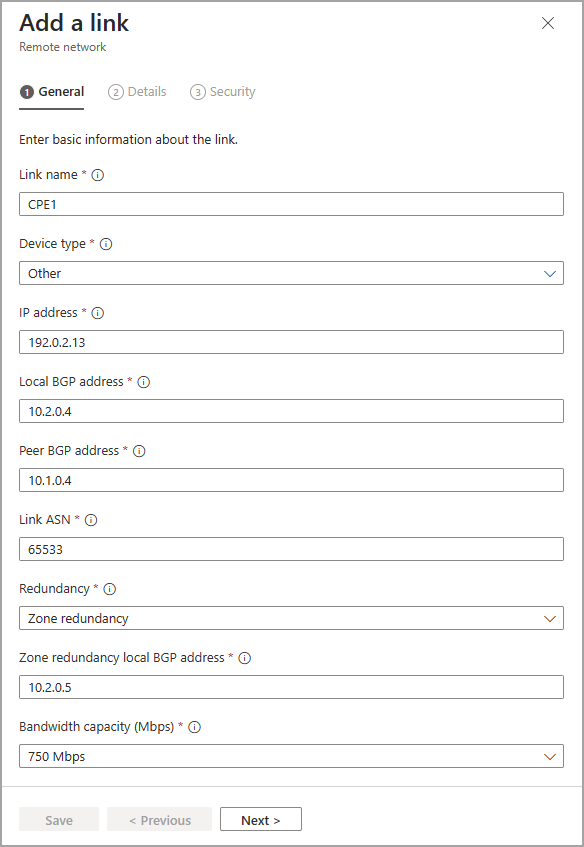 Add a link
Remote network
1 General 2 Details 3 Security
Enter basic information about the link.
Link name *
CPE1
Device type *
Other
IP address *
192.0.2.13
Local BGP address *
10.2.0.4
Peer BGP address *
10.1.0.4
Link ASN *
65533
Redundancy *
Zone redundancy
Zone redundancy local BGP address *
10.2.0.5
Bandwidth capacity (Mbps) *
750 Mbps
Save < Previous Next >